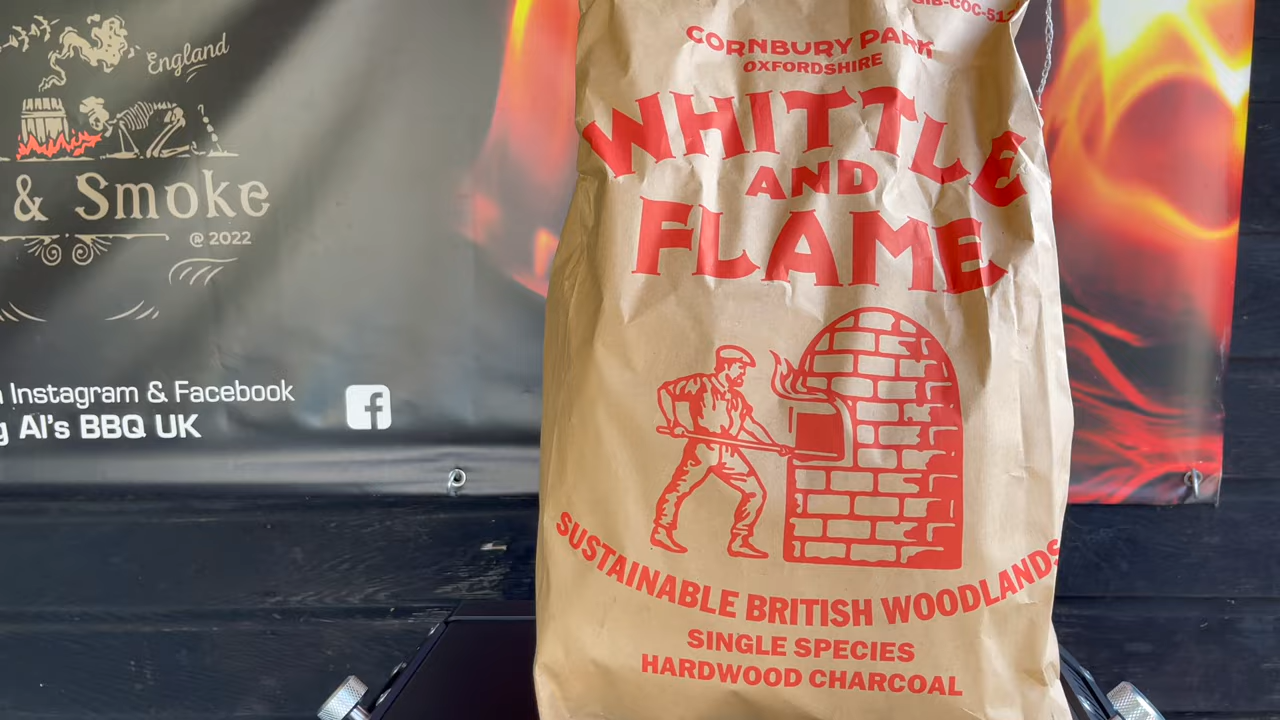 England
& Smoke
@ 2022
Instagram & Facebook
Al's BBQ UK
CORNBURY PARK
OXFORDSHIRE
WHITTLE
AND
FLAME
SUSTAINABLE BRITISH WOODLANDS
SINGLE SPECIES
HARDWOOD CHARCOAL